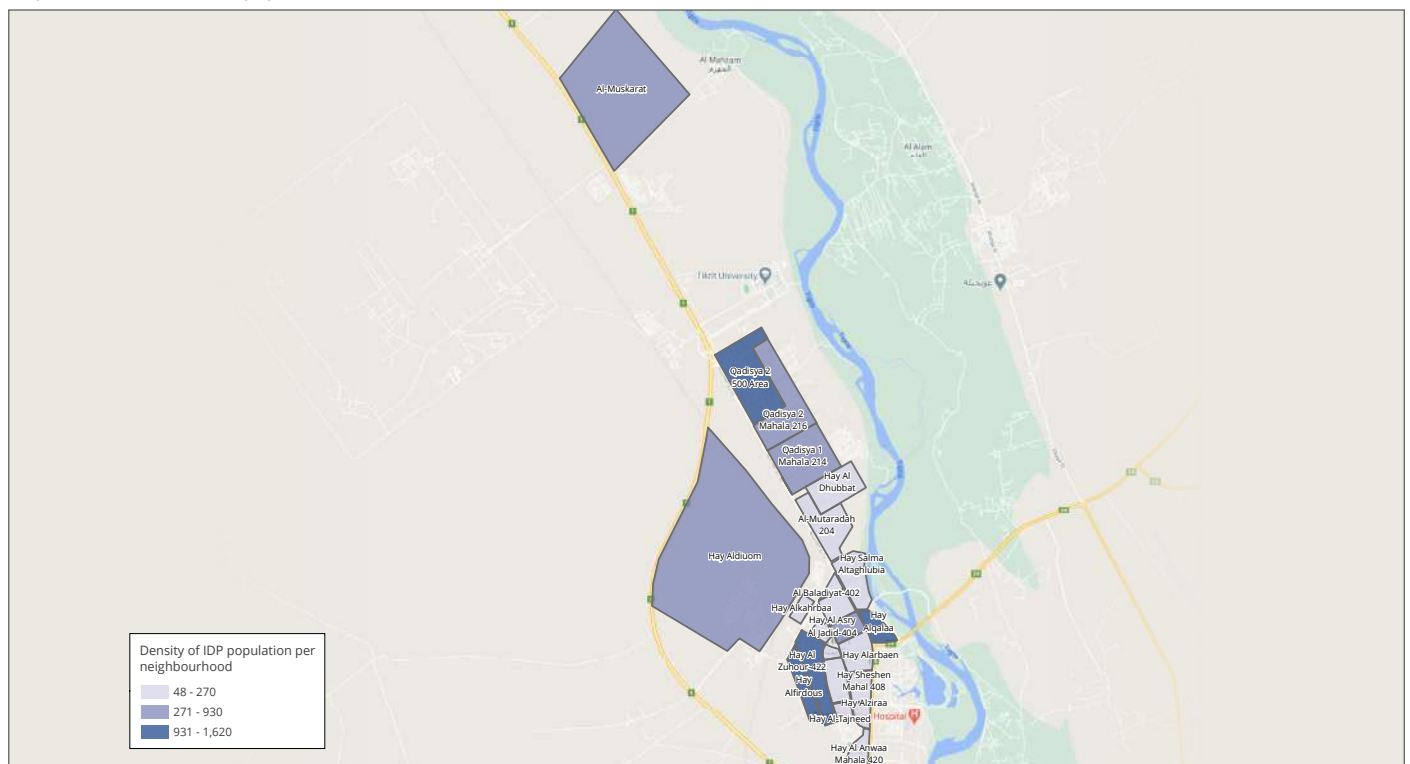 Al Mahzam
المهزم
Al-Muskarat
Al Alam
العلم
Tikrit University
عوينيلة
Tigris
Qadisya 2
500 Area
Qadisya 2
Mahala 216
Qadisya 1
Mahala 214
Hay Al
Dhubbat
Al-Mutaradah
204
Hay Aldiuom
Hay Salma
Altaghlubia
Al Baladiyat-402
Hay Alkahrbaa
Hay Al Asry
Al Jadid-404
Hay
Alqalaa
Hay Al
Zuhour-422
Hay Alarbaen
Hay
Alfirdous
Hay Sheshen
Mahal 408
Hay Alziraa
Hay Al-Tajneed
Hospital
Hay Al Anwaa
Mahala 420
Density of IDP population per
neighbourhood
48 - 270
271 - 930
931 - 1,620